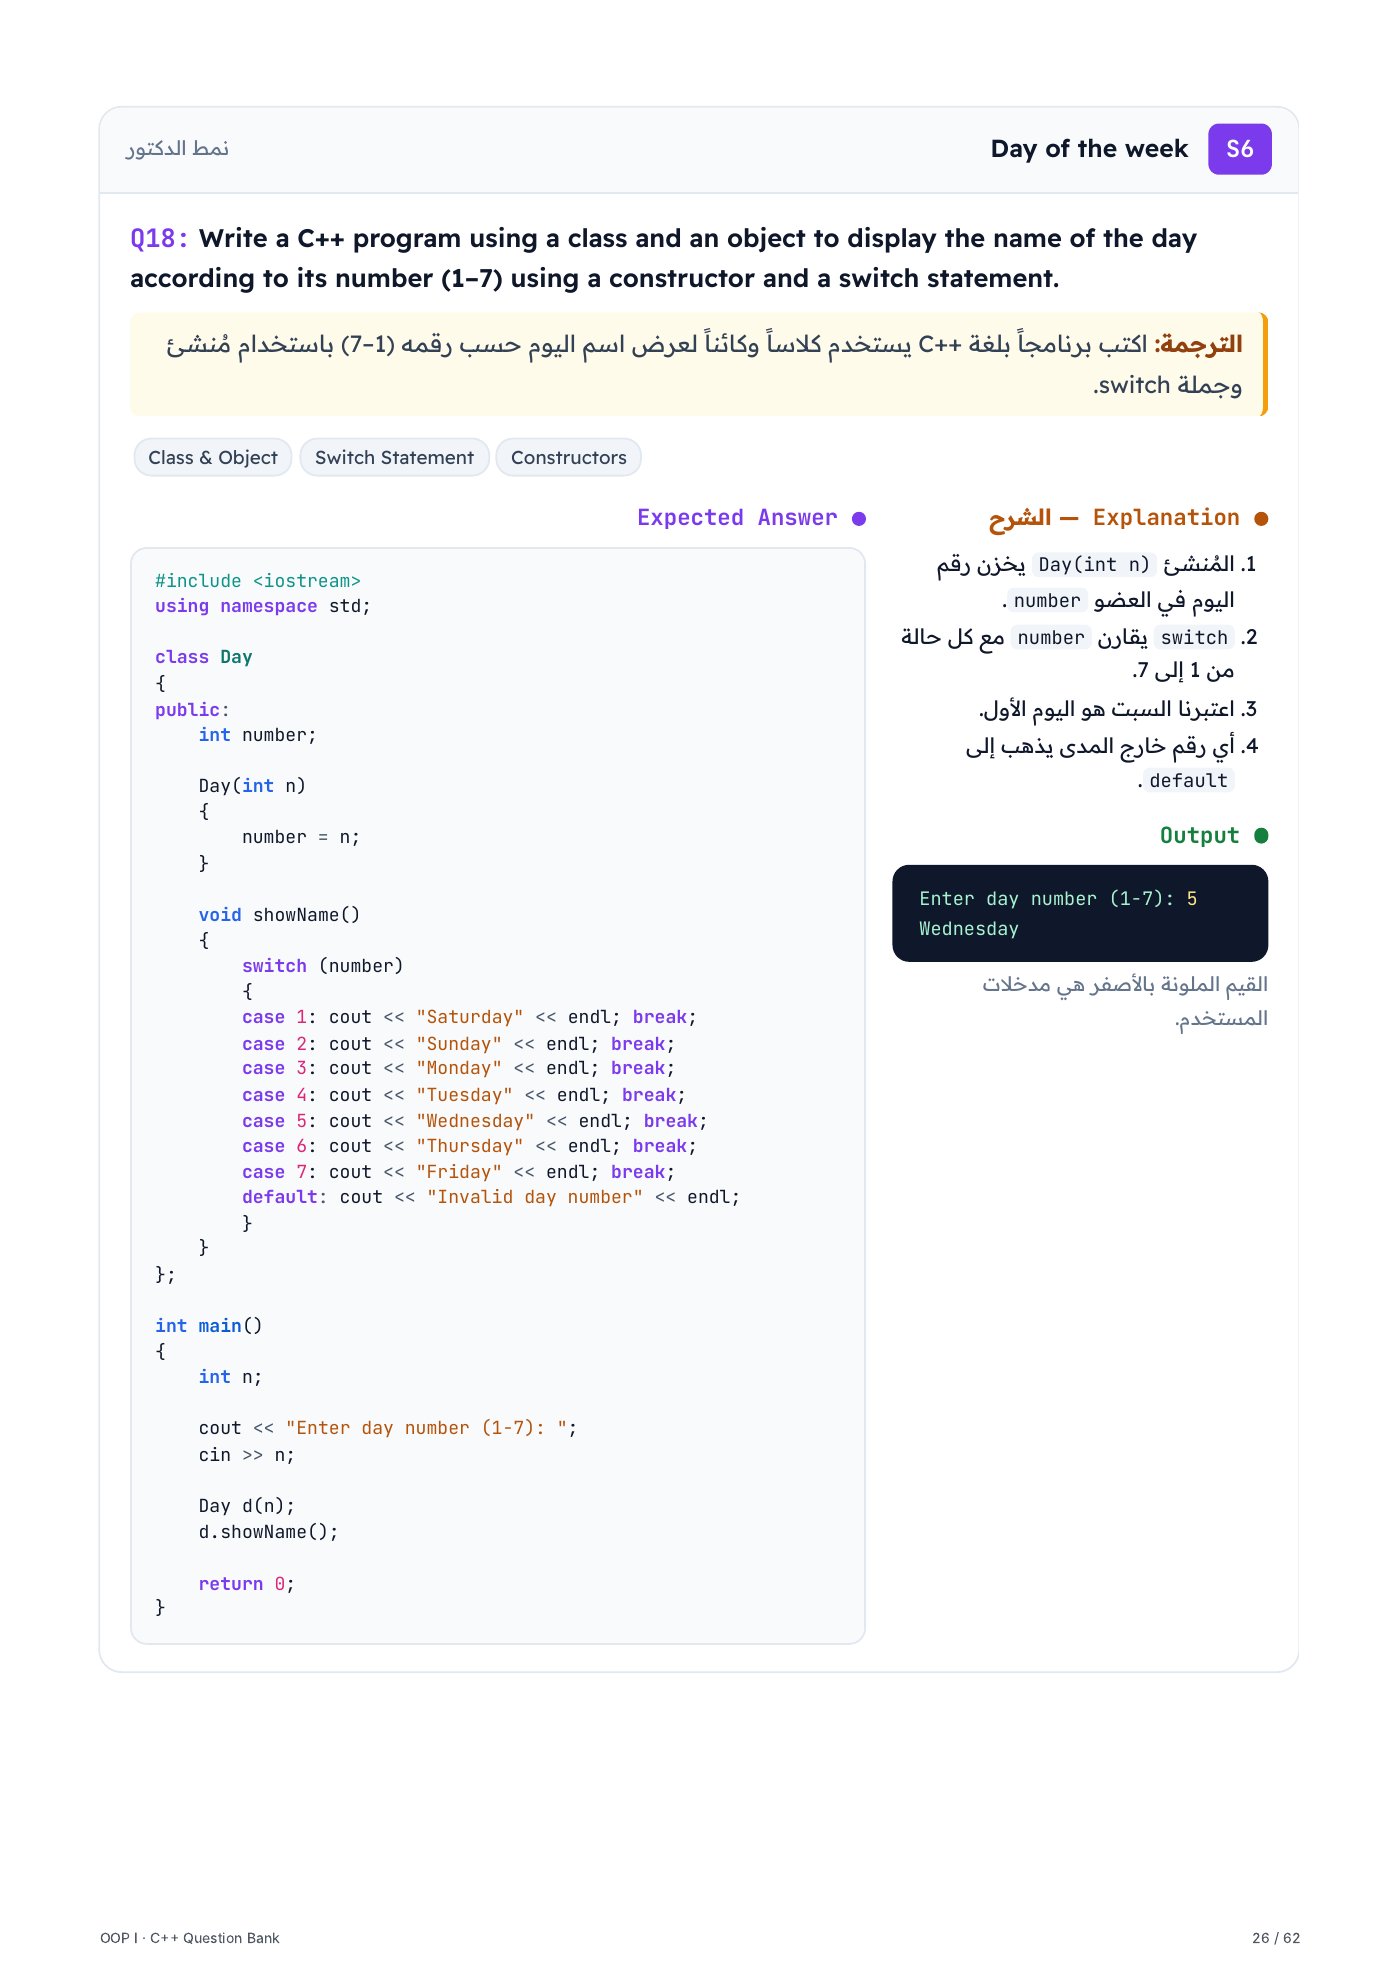 S6 Day of the week
نمط الدكتور
Q18: Write a C++ program using a class and an object to display the name of the day
according to its number (1–7) using a constructor and a switch statement.
الترجمة: اكتب برنامجاً بلغة C++ يستخدم كلاساً وكائناً لعرض اسم اليوم حسب رقمه (1–7) باستخدام مُنشئ
وجملة switch.
Class & Object
Switch Statement
Constructors
Explanation — الشرح
1. المُنشئ Day(int n) يخزن رقم
اليوم في العضو number.
2. switch يقارن number مع كل حالة
من 1 إلى 7.
3. اعتبرنا السبت هو اليوم الأول.
4. أي رقم خارج المدى يذهب إلى
default.
Output
Enter day number (1-7): 5
Wednesday
القيم الملونة بالأصفر هي مدخلات
المستخدم.
Expected Answer
#include <iostream>
using namespace std;
class Day
{
public:
    int number;
    Day(int n)
    {
        number = n;
    }
    void showName()
    {
        switch (number)
        {
        case 1: cout << "Saturday" << endl; break;
        case 2: cout << "Sunday" << endl; break;
        case 3: cout << "Monday" << endl; break;
        case 4: cout << "Tuesday" << endl; break;
        case 5: cout << "Wednesday" << endl; break;
        case 6: cout << "Thursday" << endl; break;
        case 7: cout << "Friday" << endl; break;
        default: cout << "Invalid day number" << endl;
        }
    }
};
int main()
{
    int n;
    cout << "Enter day number (1-7): ";
    cin >> n;
    Day d(n);
    d.showName();
    return 0;
}
OOP I · C++ Question Bank
26 / 62